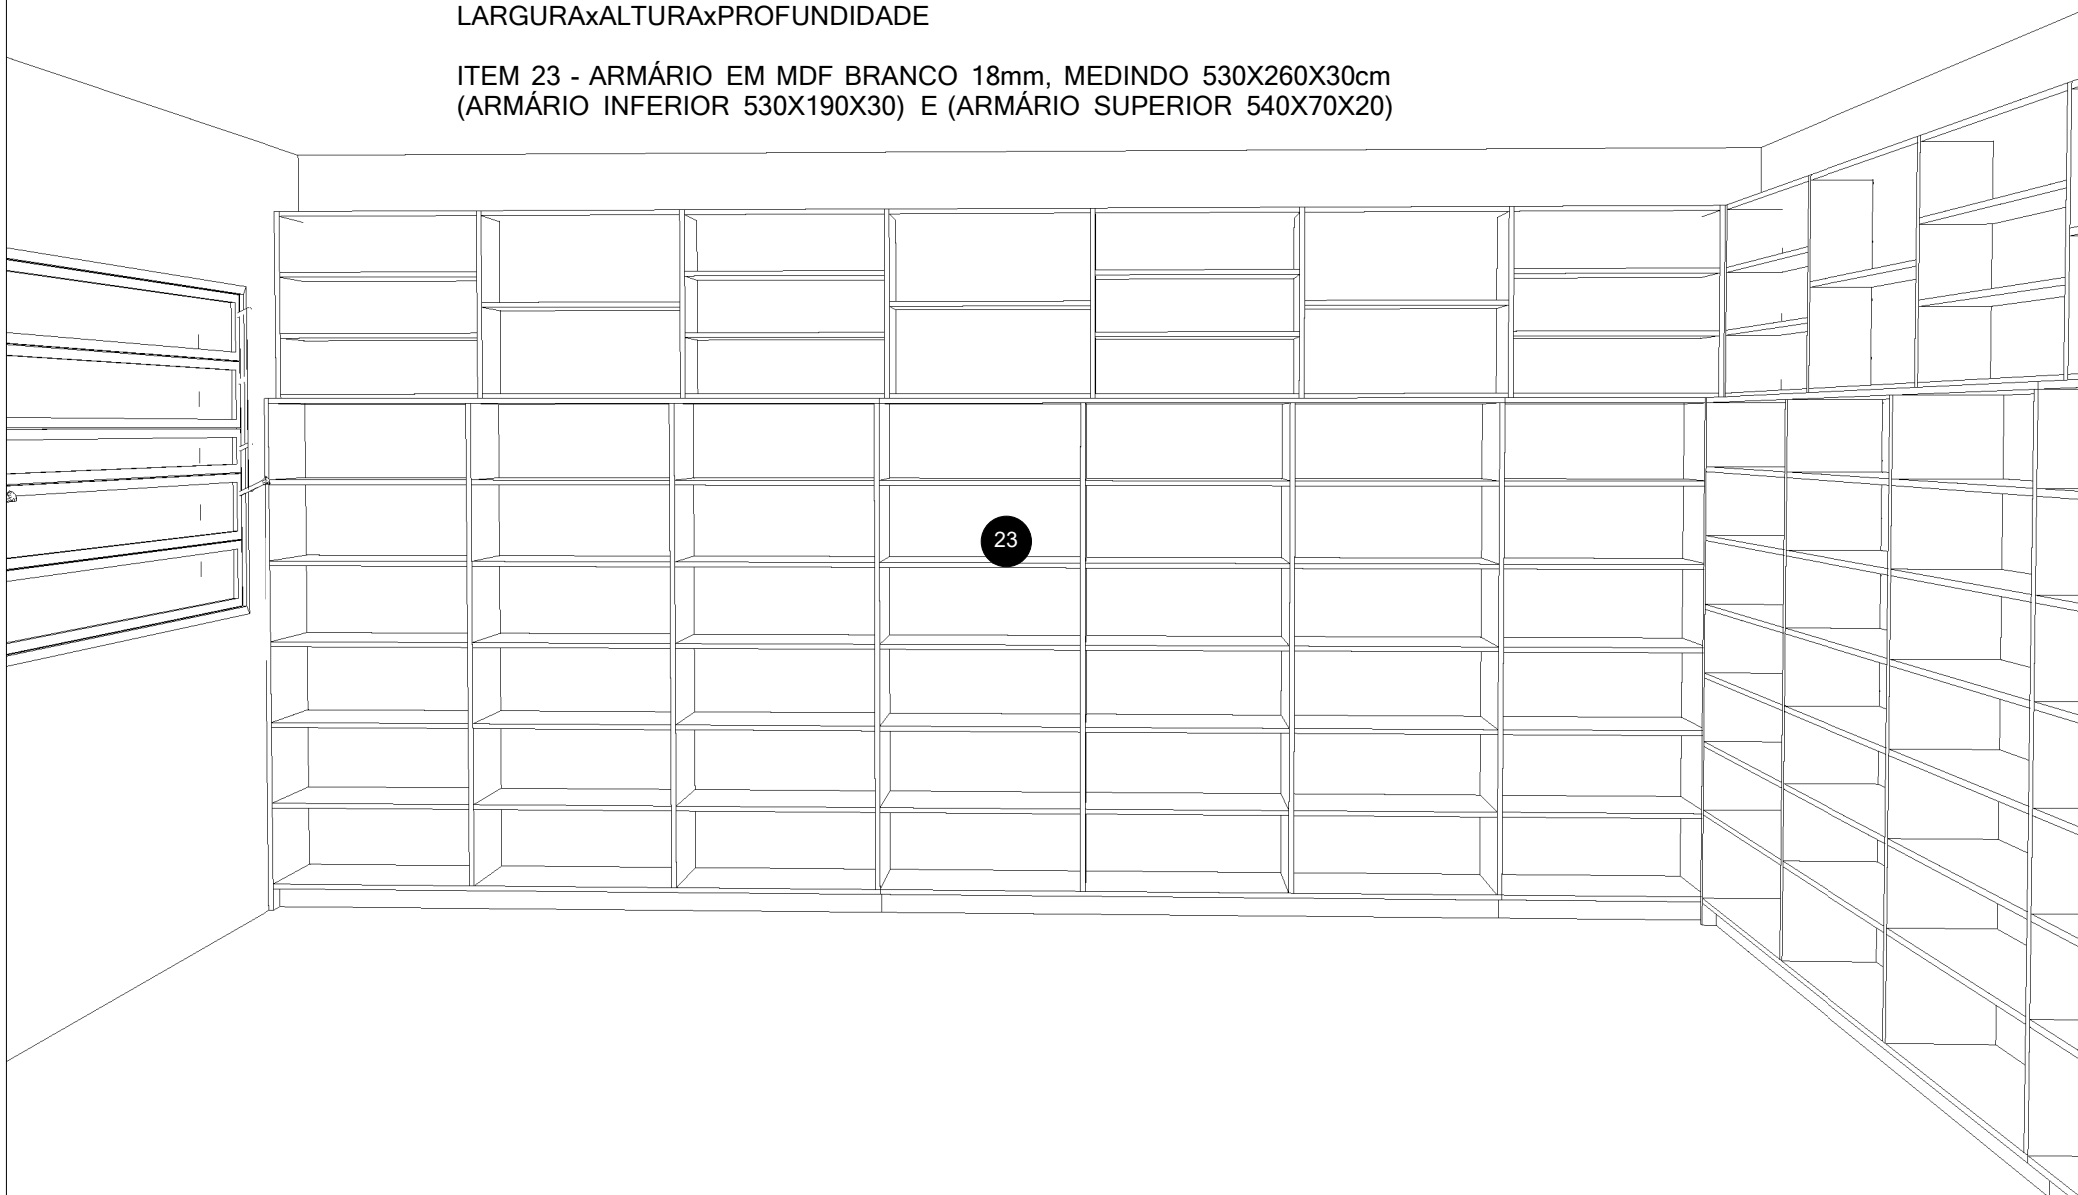 LARGURAxALTURAxPROFUNDIDADE
ITEM 23 - ARMÁRIO EM MDF BRANCO 18mm, MEDINDO 530X260X30cm
(ARMÁRIO INFERIOR 530X190X30) E (ARMÁRIO SUPERIOR 540X70X20)
23